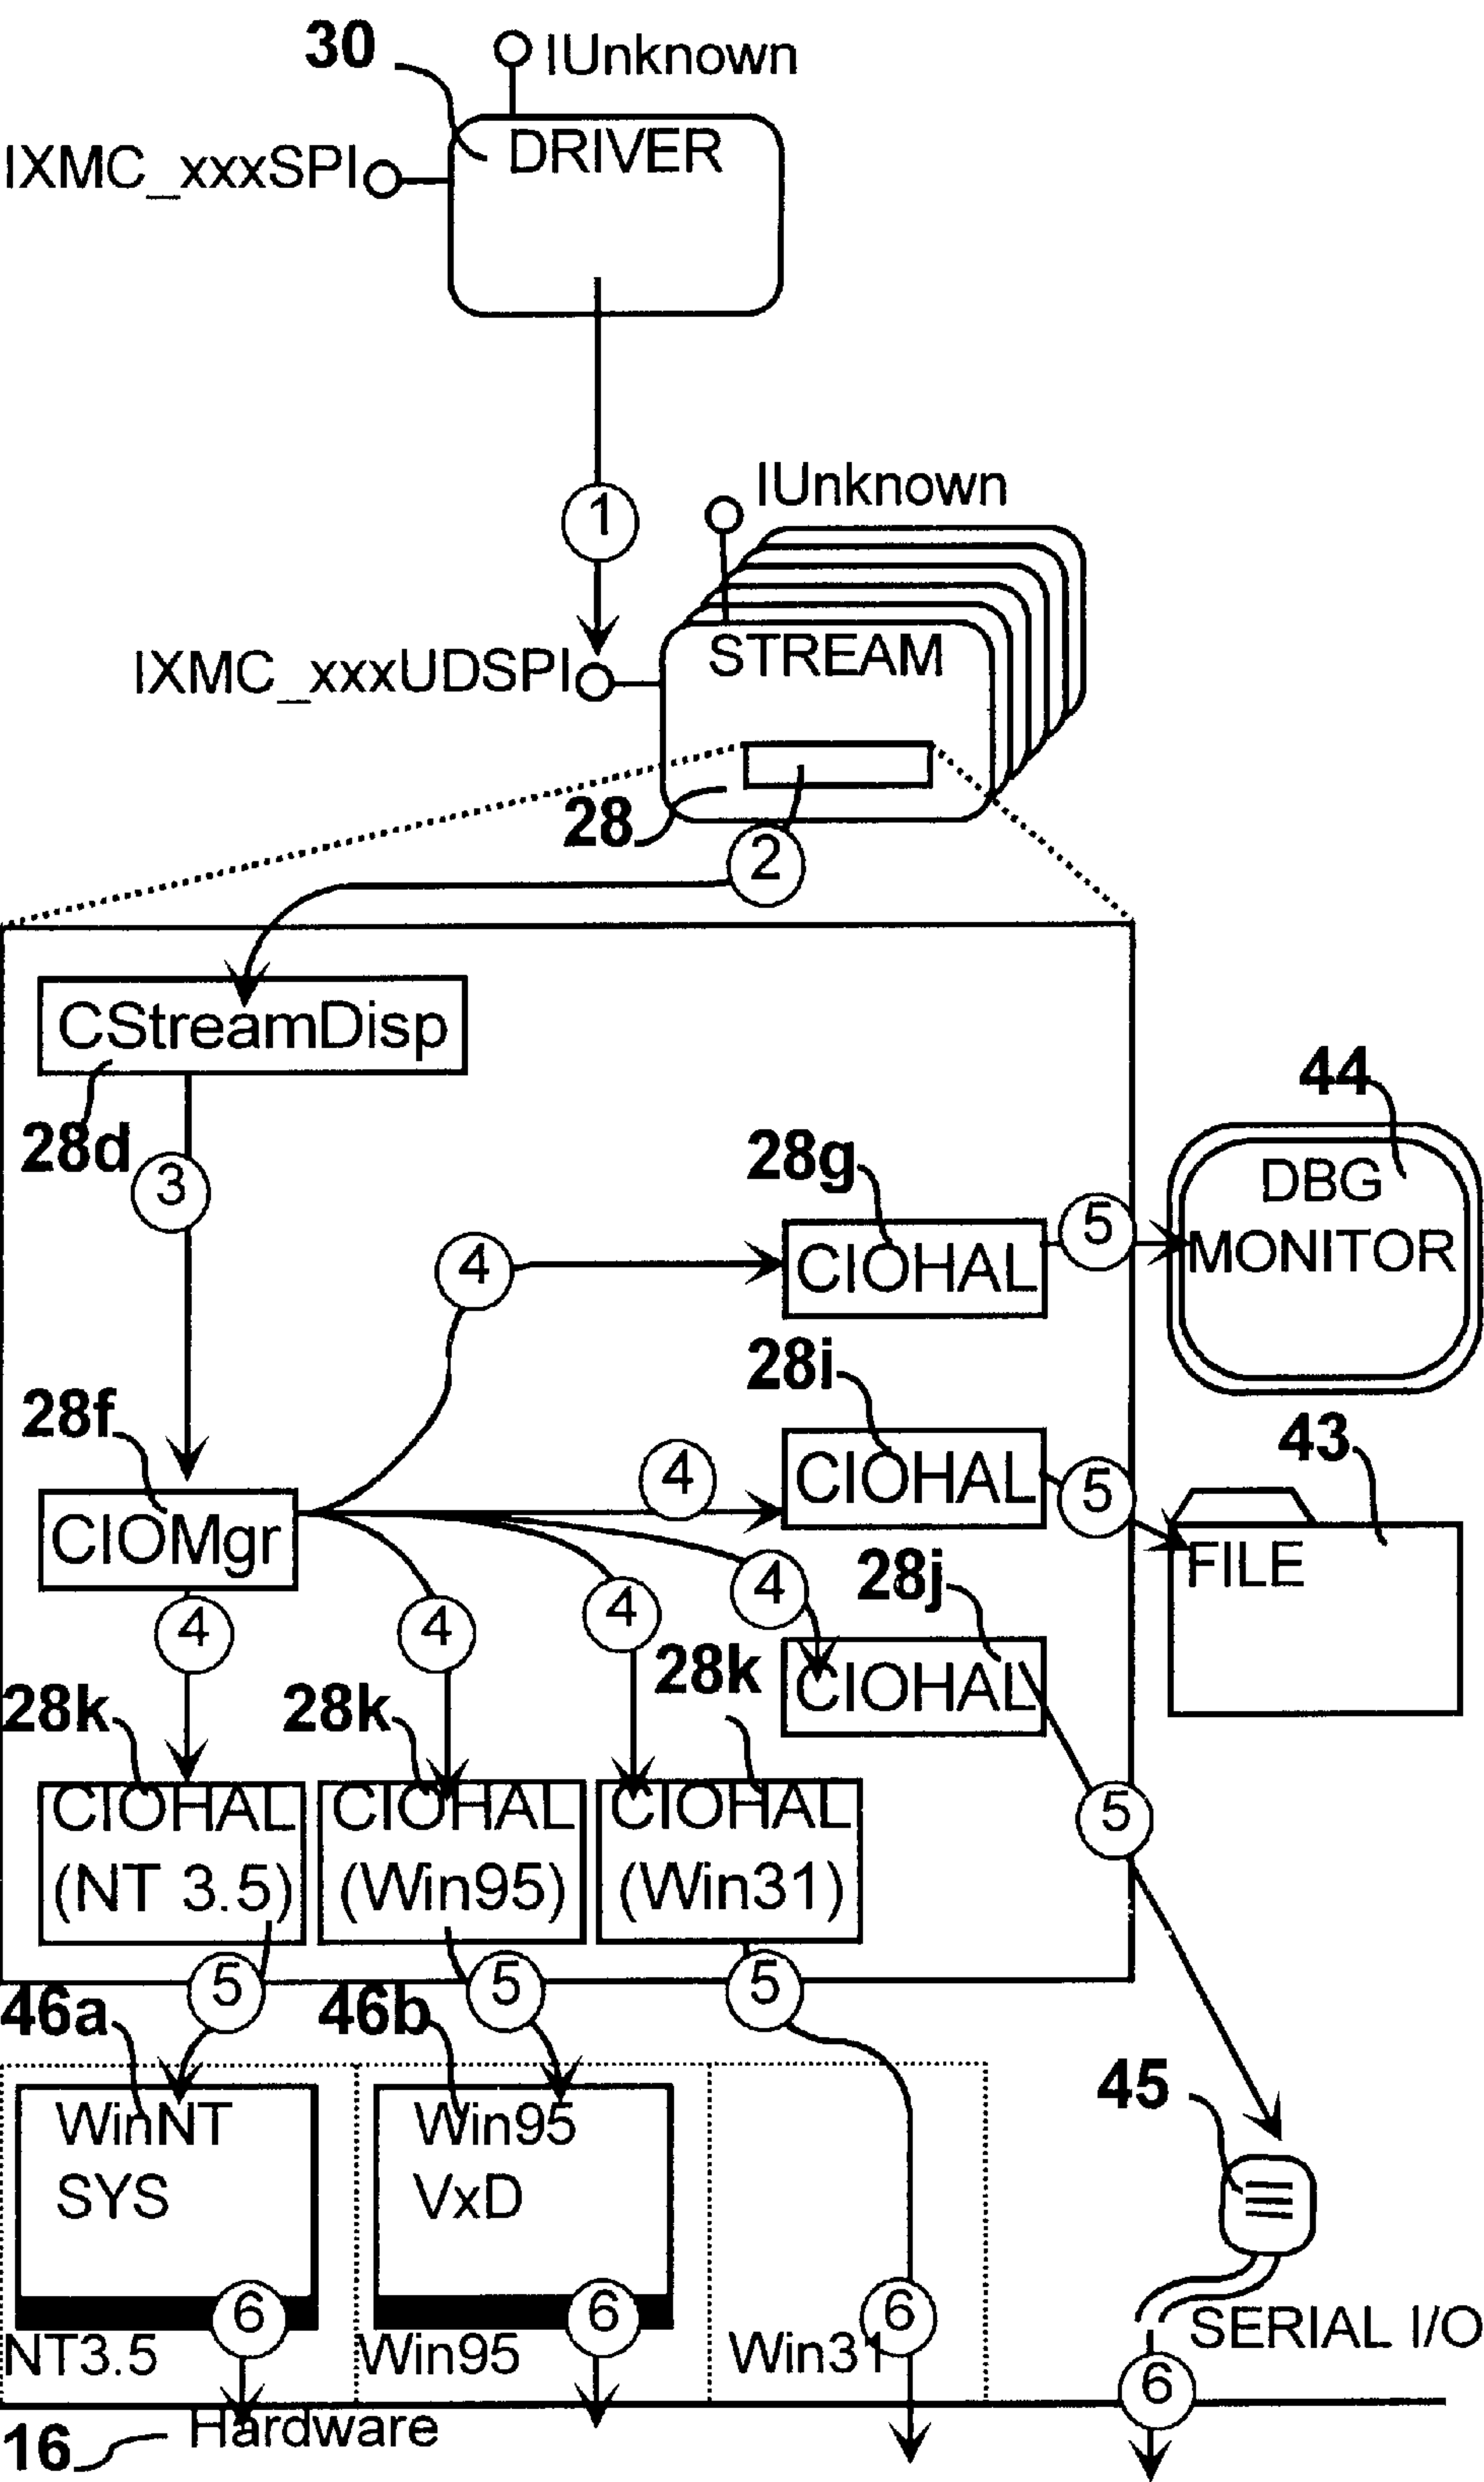 30
IUnknown
DRIVER
IXMC_xxxSPI
1
IUnknown
STREAM
IXMC_xxxUDSPI
28
2
CStreamDisp
28d
3
44
DBG
MONITOR
28g
4
CIOHAL
5
28i
43
28f
4
CIOHAL
5
CIOMgr
FILE
28j
4
4
4
4
CIOHAL
28k
28k
28k
CIOHAL
(NT 3.5)
CIOHAL
(Win95)
CIOHAL
(Win31)
5
5
5
5
46a
46b
45
WinNT
SYS
Win95
VxD
6
6
6
SERIAL I/O
NT3.5
Win95
Win31
6
16
Hardware